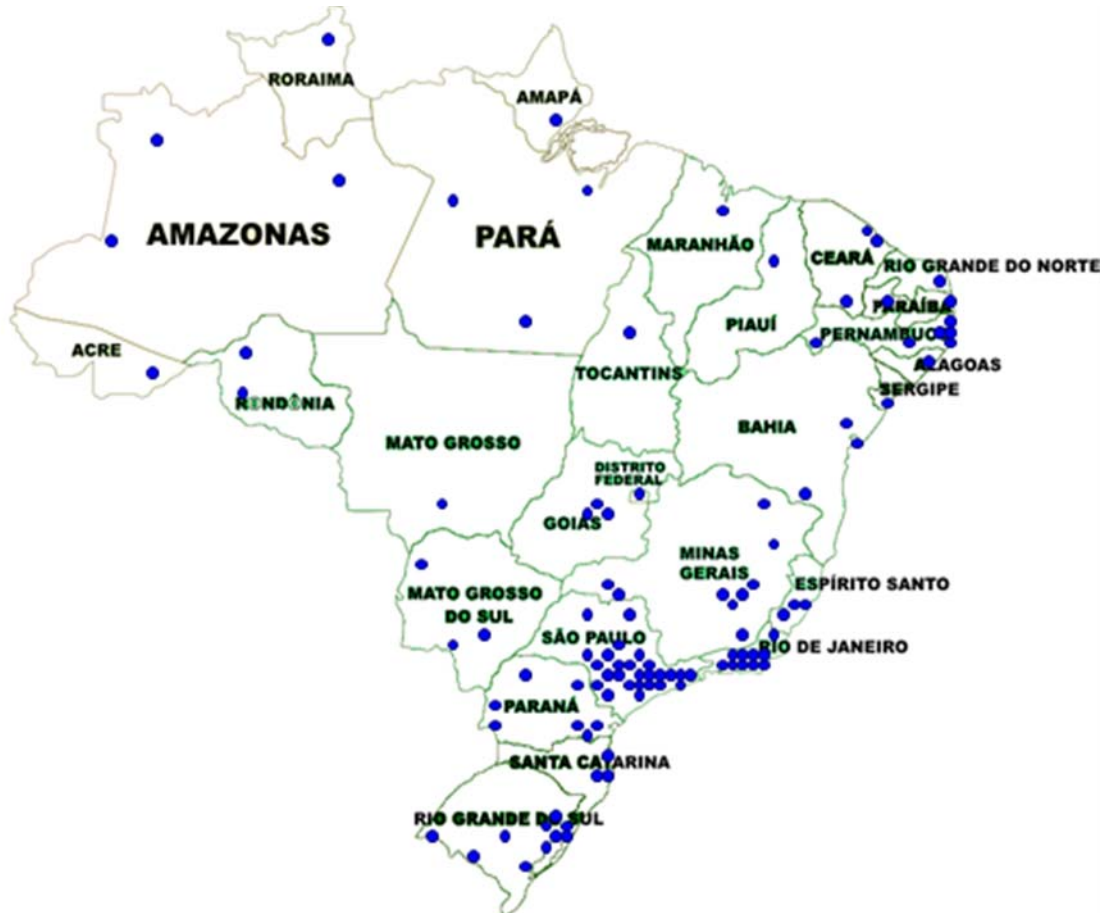 RORAIMA
AMAPÁ
AMAZONAS
PARÁ
MARANHÃO
CEARÁ
RIO GRANDE DO NORTE
PARAÍBA
PIAUÍ
PERNAMBUCO
ACRE
ALAGOAS
TOCANTINS
SERGIPE
RONDÔNIA
BAHIA
MATO GROSSO
DISTRITO
FEDERAL
GOIÁS
MINAS
GERAIS
ESPÍRITO SANTO
MATO GROSSO
DO SUL
SÃO PAULO
RIO DE JANEIRO
PARANÁ
SANTA CATARINA
RIO GRANDE DO SUL